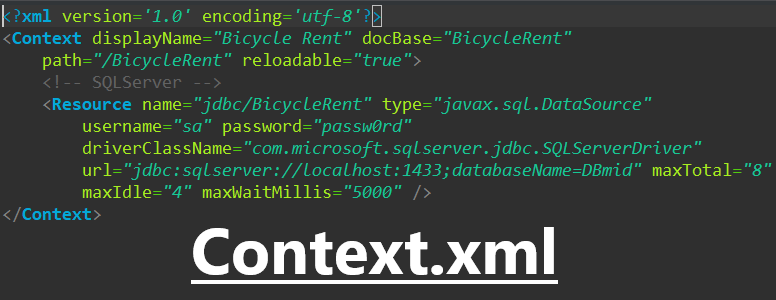 <?xml version='1.0' encoding='utf-8'?>
<Context displayName="Bicycle Rent" docBase="BicycleRent"
path="/BicycleRent" reloadable="true">
<!-- SQLServer -->
<Resource name="jdbc/BicycleRent" type="javax.sql.DataSource"
username="sa" password="passw0rd"
driverClassName="com.microsoft.sqlserver.jdbc.SQLServerDriver"
url="jdbc:sqlserver://localhost:1433;databaseName=DBmid" maxTotal="8"
maxIdle="4" maxWaitMillis="5000" />
</Context>
Context.xml